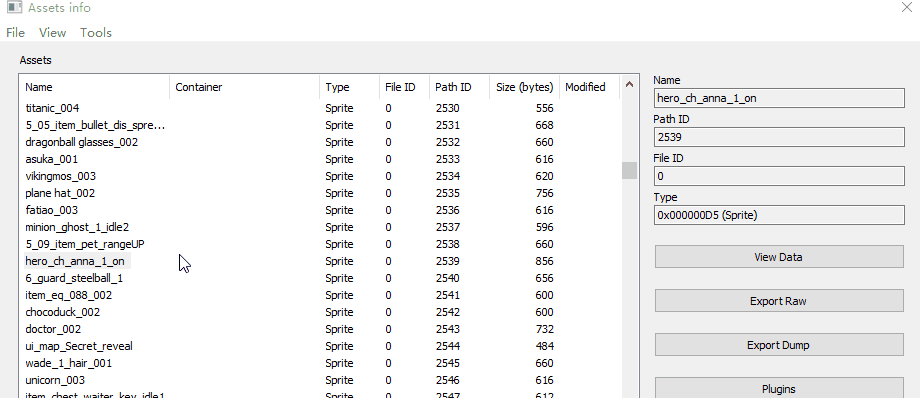 Assets info
File View Tools
Assets
Name Container Type File ID Path ID Size (bytes) Modified
titanic_004 Sprite 0 2530 556
5_05_item_bullet_dis_spre... Sprite 0 2531 668
dragonball glasses_002 Sprite 0 2532 660
asuka_001 Sprite 0 2533 616
vikingmos_003 Sprite 0 2534 620
plane hat_002 Sprite 0 2535 756
fatiao_003 Sprite 0 2536 616
minion_ghost_1_idle2 Sprite 0 2537 596
5_09_item_pet_rangeUP Sprite 0 2538 660
hero_ch_anna_1_on Sprite 0 2539 856
6_guard_steelball_1 Sprite 0 2540 656
item_eq_088_002 Sprite 0 2541 600
chocoduck_002 Sprite 0 2542 600
doctor_002 Sprite 0 2543 732
ui_map_Secret_reveal Sprite 0 2544 484
wade_1_hair_001 Sprite 0 2545 660
unicorn_003 Sprite 0 2546 616
item_chest_waiter_key_idle1 Sprite 0 2547 612
Name
hero_ch_anna_1_on
Path ID
2539
File ID
0
Type
0x000000D5 (Sprite)
View Data
Export Raw
Export Dump
Plugins